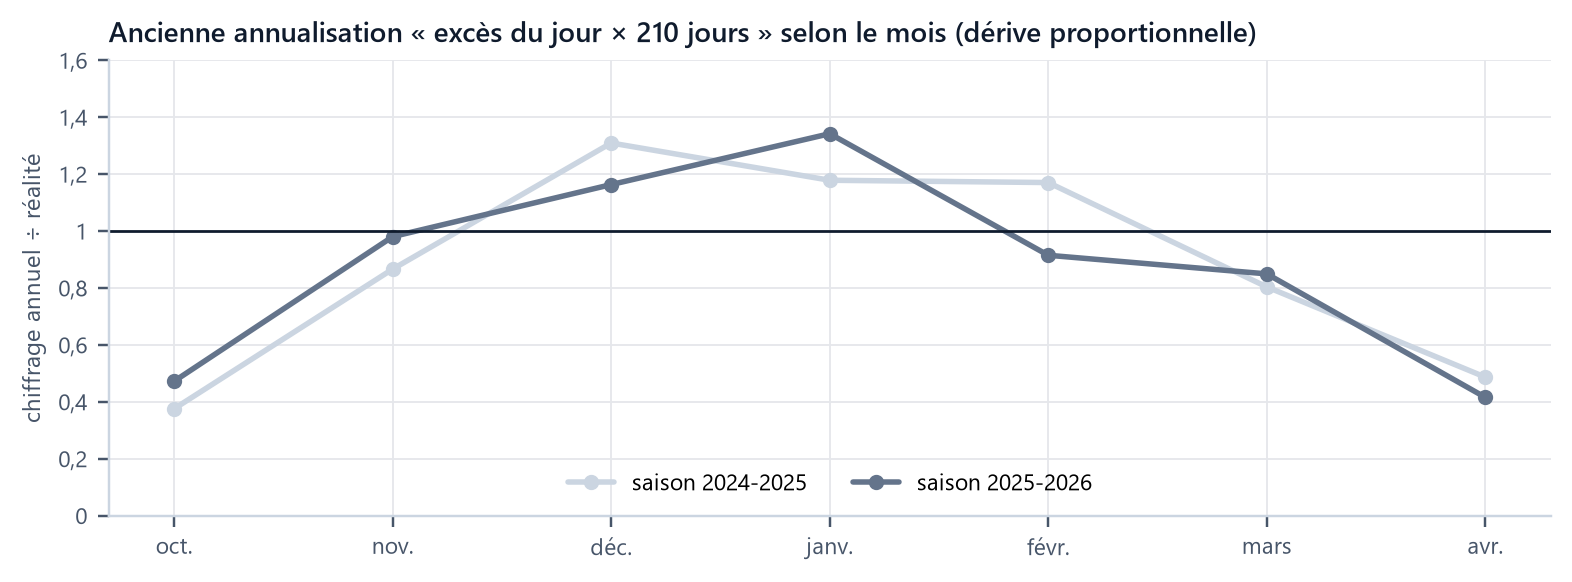 Ancienne annualisation « excès du jour × 210 jours » selon le mois (dérive proportionnelle)
chiffrage annuel ÷ réalité
1,6
1,4
1,2
1
0,8
0,6
0,4
0,2
0
saison 2024-2025
saison 2025-2026
oct.
nov.
déc.
janv.
févr.
mars
avr.